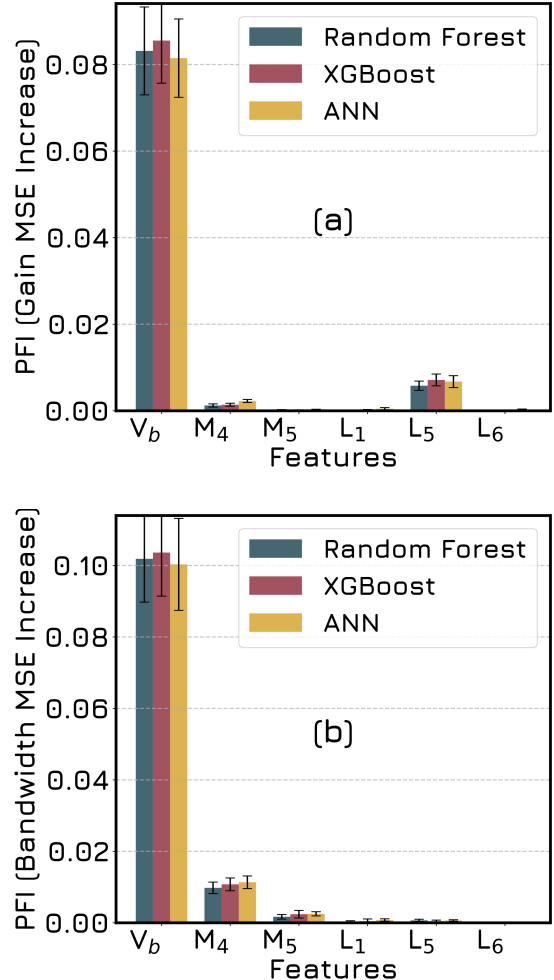 PFI (Gain MSE Increase)
0.08
0.06
0.04
0.02
0.00
Random Forest
XGBoost
ANN
(a)
V_b M_4 M_5 L_1 L_5 L_6
Features
PFI (Bandwidth MSE Increase)
0.10
0.08
0.06
0.04
0.02
0.00
Random Forest
XGBoost
ANN
(b)
V_b M_4 M_5 L_1 L_5 L_6
Features